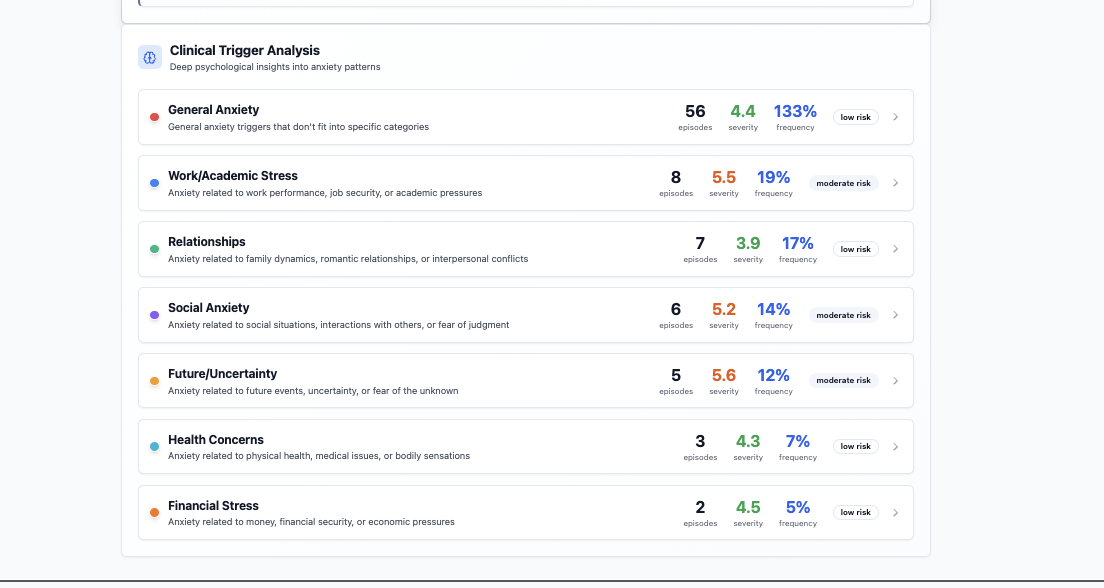 Clinical Trigger Analysis
Deep psychological insights into anxiety patterns
General Anxiety
General anxiety triggers that don't fit into specific categories
56 4.4 133% low risk
episodes severity frequency
Work/Academic Stress
Anxiety related to work performance, job security, or academic pressures
8 5.5 19% moderate risk
episodes severity frequency
Relationships
Anxiety related to family dynamics, romantic relationships, or interpersonal conflicts
7 3.9 17% low risk
episodes severity frequency
Social Anxiety
Anxiety related to social situations, interactions with others, or fear of judgment
6 5.2 14% moderate risk
episodes severity frequency
Future/Uncertainty
Anxiety related to future events, uncertainty, or fear of the unknown
5 5.6 12% moderate risk
episodes severity frequency
Health Concerns
Anxiety related to physical health, medical issues, or bodily sensations
3 4.3 7% low risk
episodes severity frequency
Financial Stress
Anxiety related to money, financial security, or economic pressures
2 4.5 5% low risk
episodes severity frequency